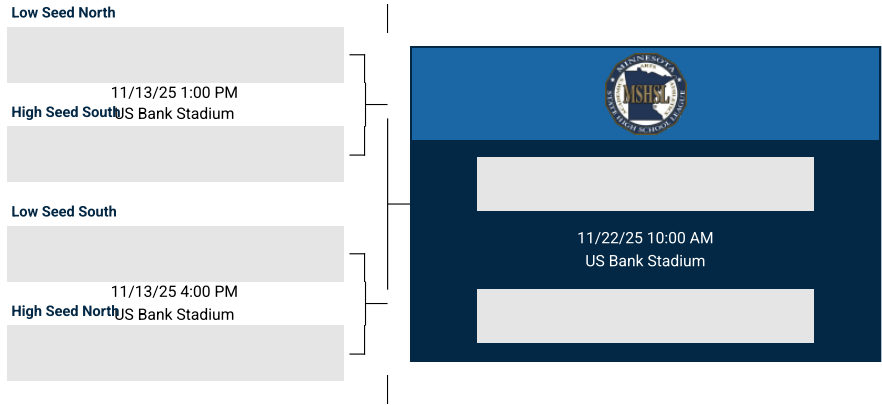 Low Seed North
11/13/25 1:00 PM
High Seed South
US Bank Stadium
Low Seed South
11/13/25 4:00 PM
High Seed North
US Bank Stadium
MINNESOTA
MSHSL
STATE HIGH SCHOOL LEAGUE
11/22/25 10:00 AM
US Bank Stadium